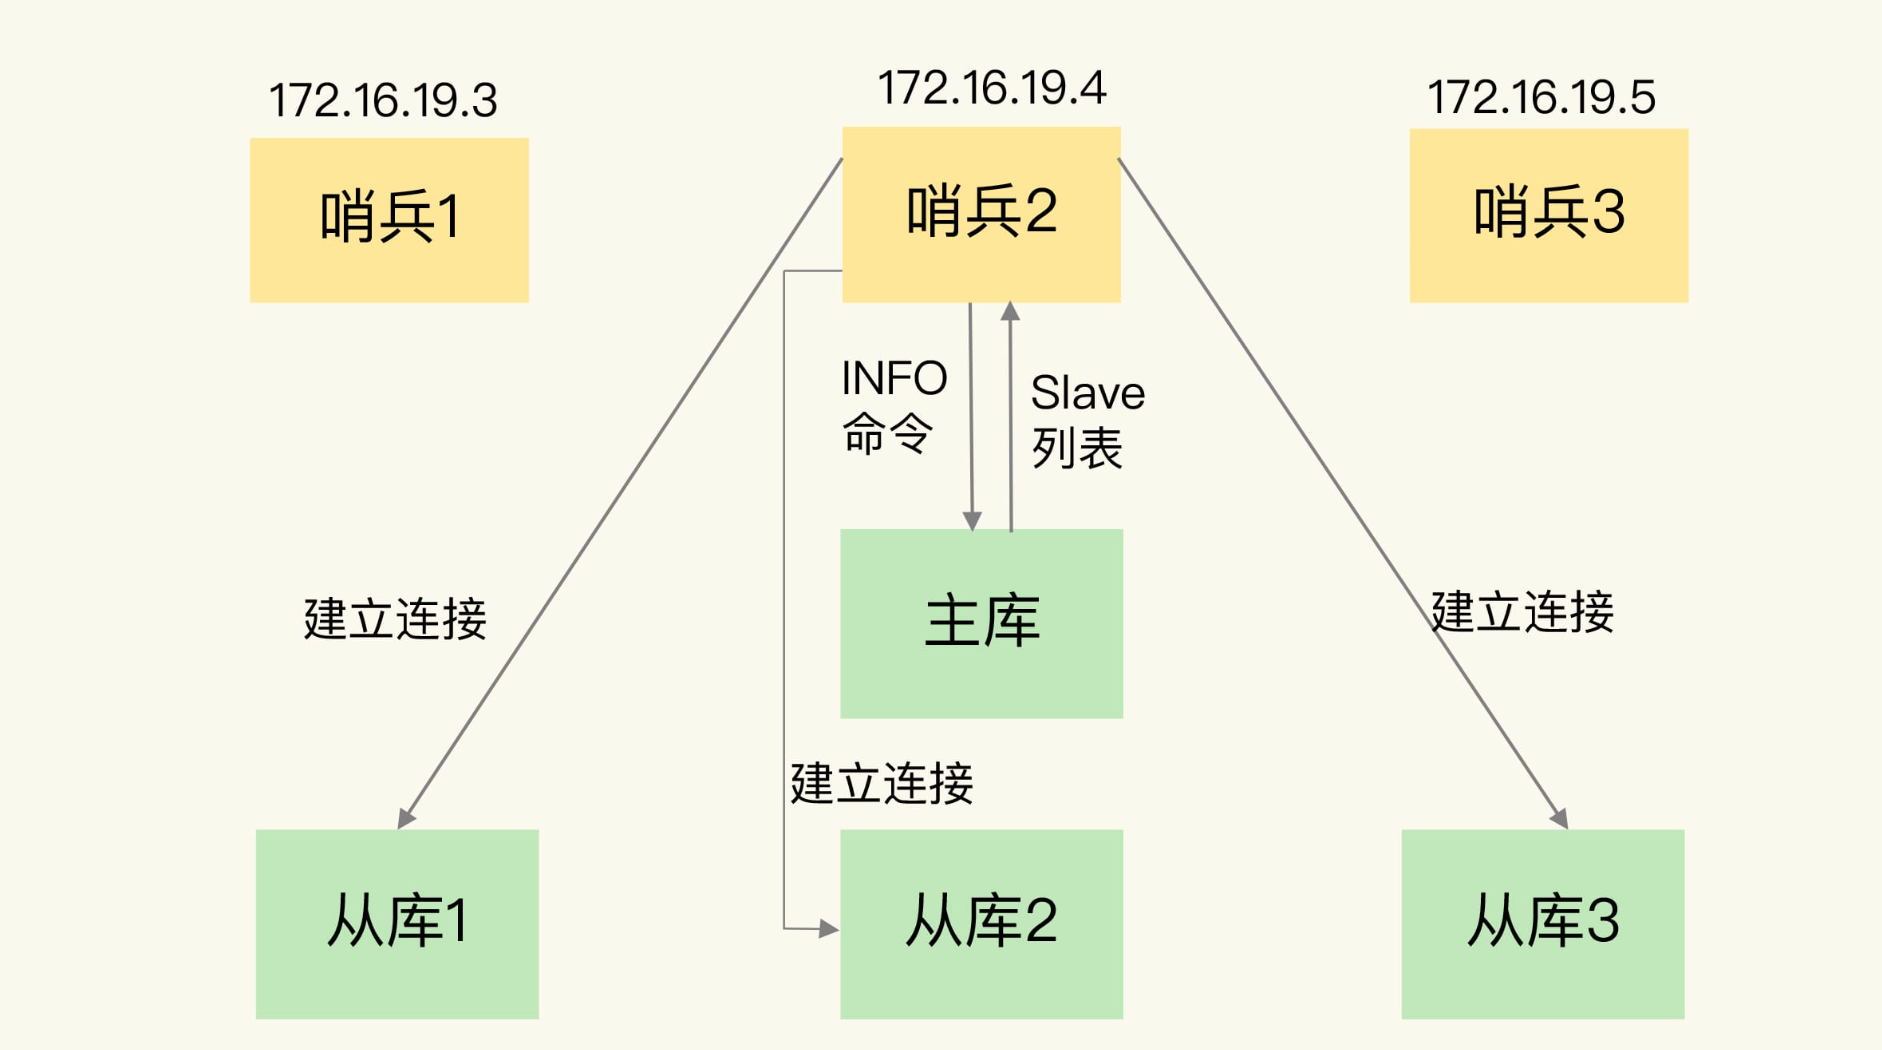 172.16.19.3
172.16.19.4
172.16.19.5
哨兵1
哨兵2
哨兵3
INFO
命令
Slave
列表
主库
建立连接
建立连接
建立连接
从库1
从库2
从库3